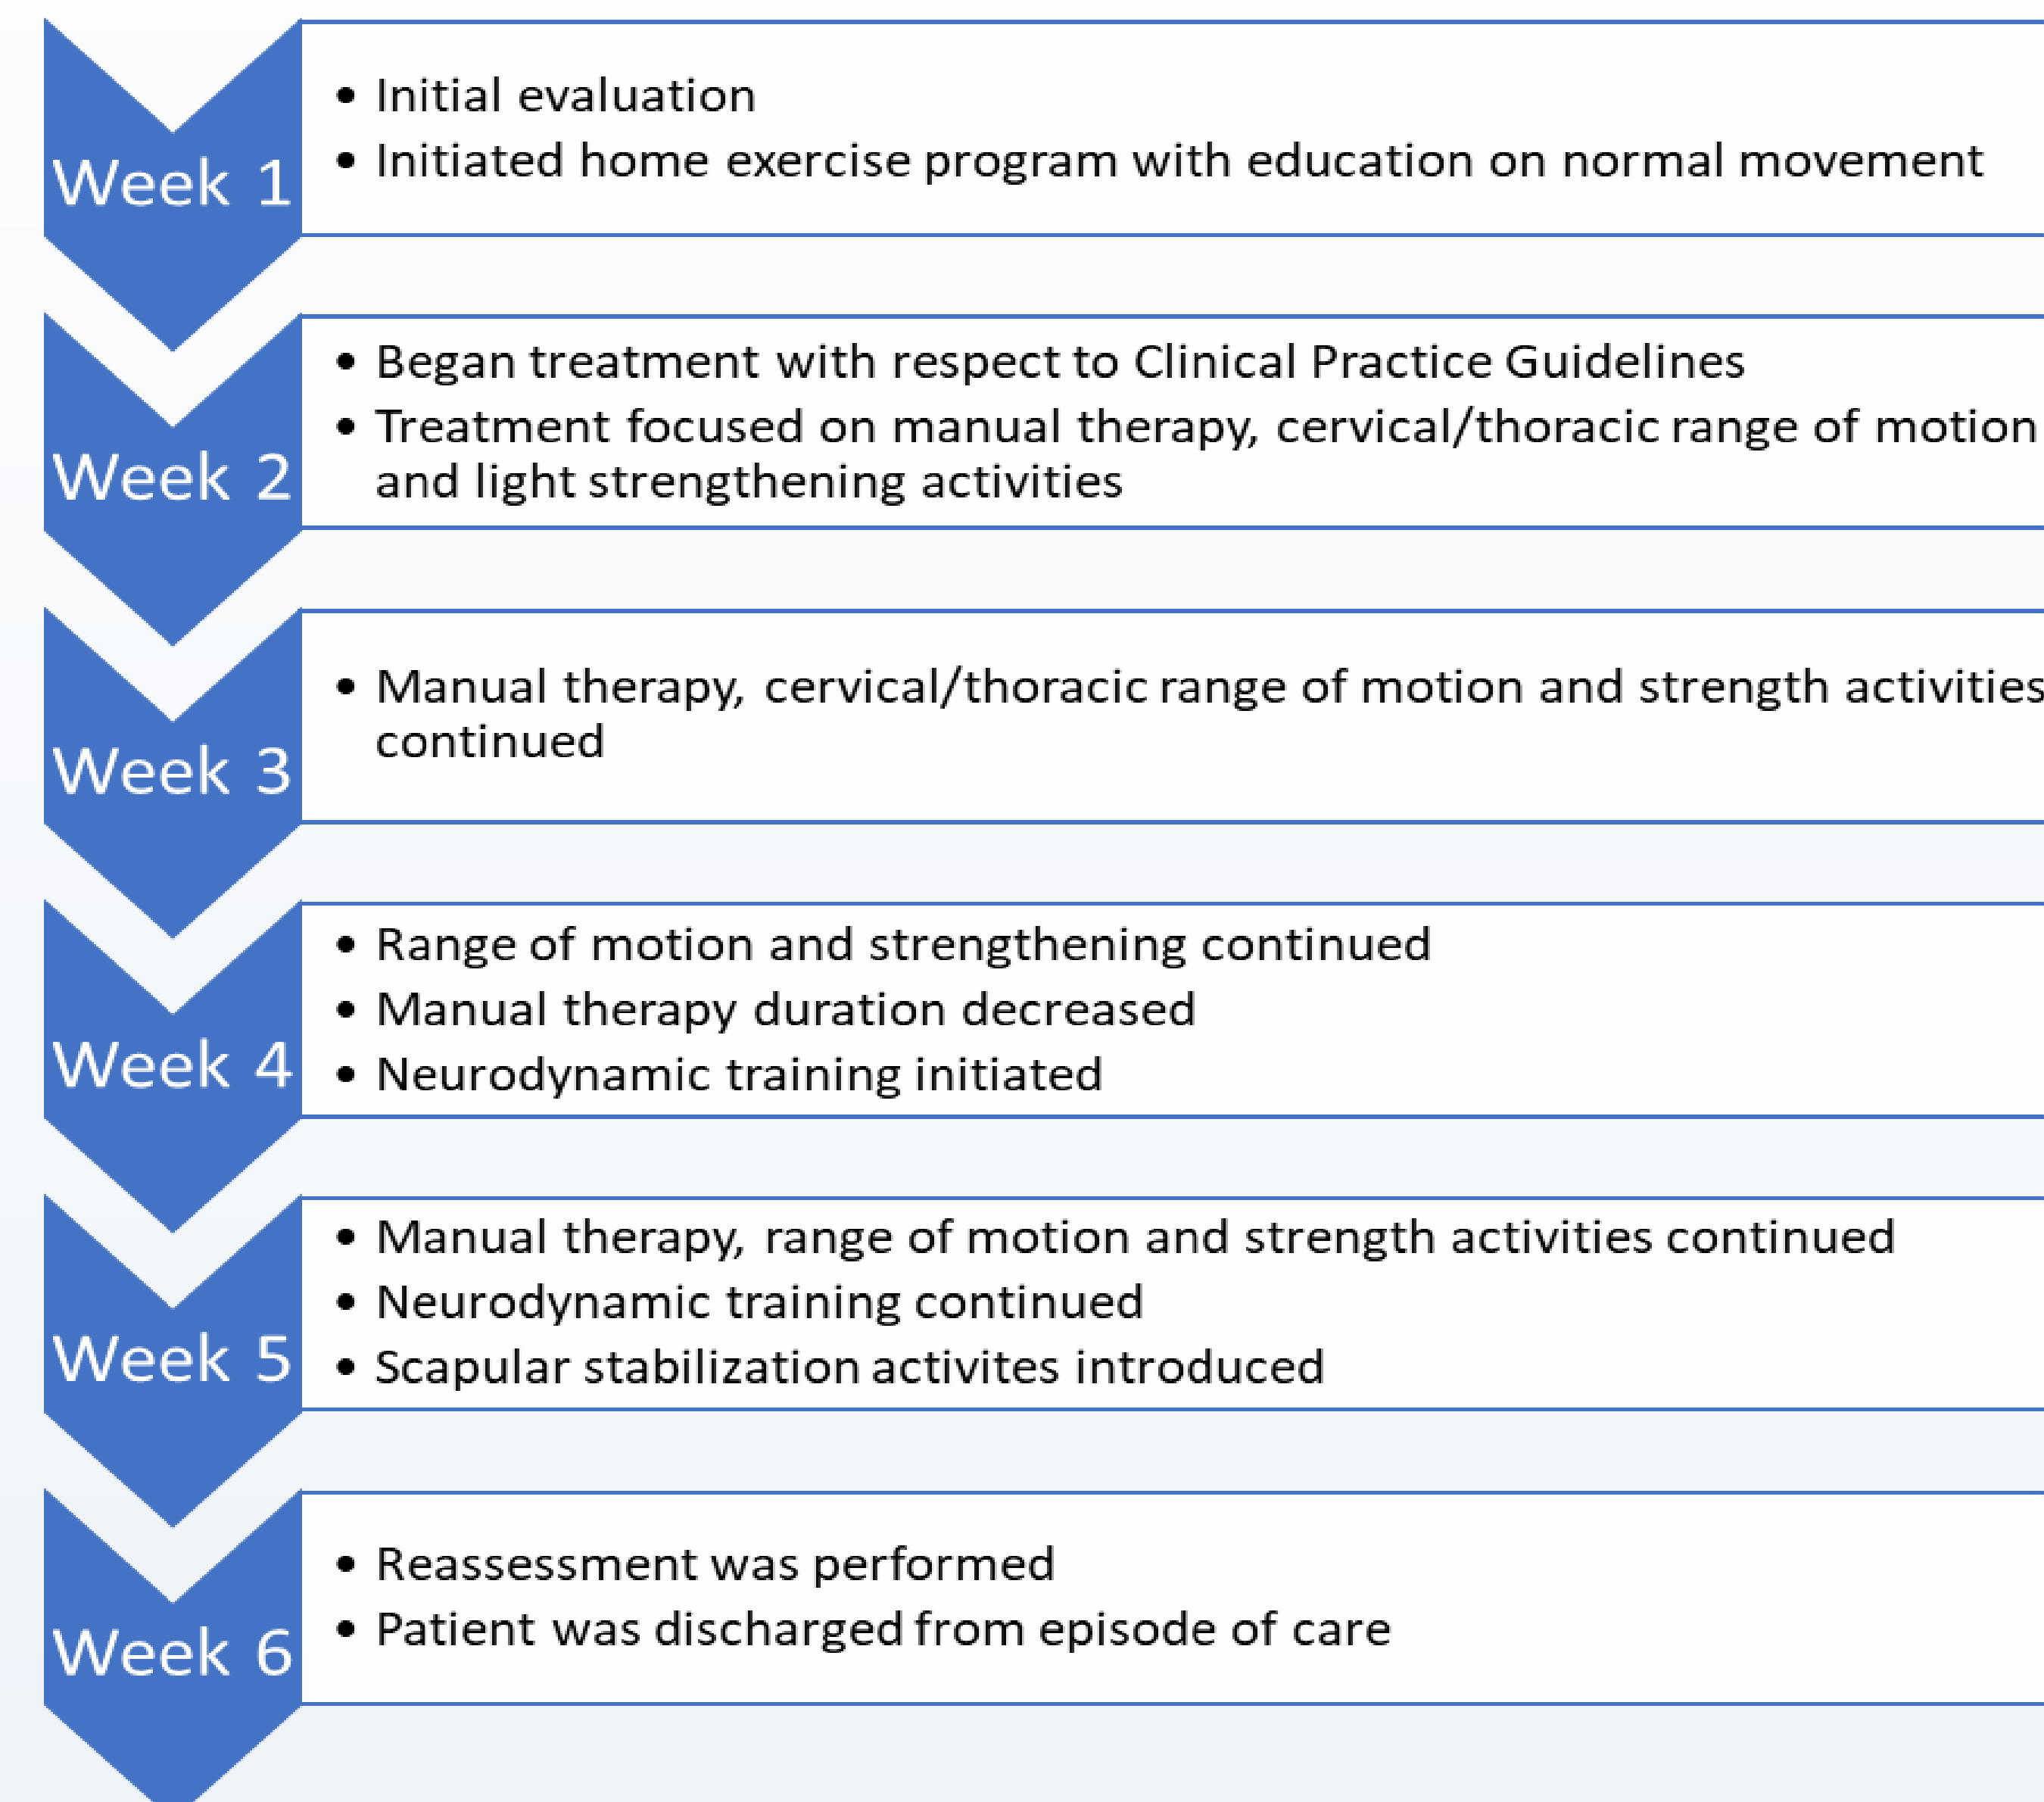 Week 1
• Initial evaluation
• Initiated home exercise program with education on normal movement
Week 2
• Began treatment with respect to Clinical Practice Guidelines
• Treatment focused on manual therapy, cervical/thoracic range of motion
and light strengthening activities
Week 3
• Manual therapy, cervical/thoracic range of motion and strength activities
continued
Week 4
• Range of motion and strengthening continued
• Manual therapy duration decreased
• Neurodynamic training initiated
Week 5
• Manual therapy, range of motion and strength activities continued
• Neurodynamic training continued
• Scapular stabilization activites introduced
Week 6
• Reassessment was performed
• Patient was discharged from episode of care